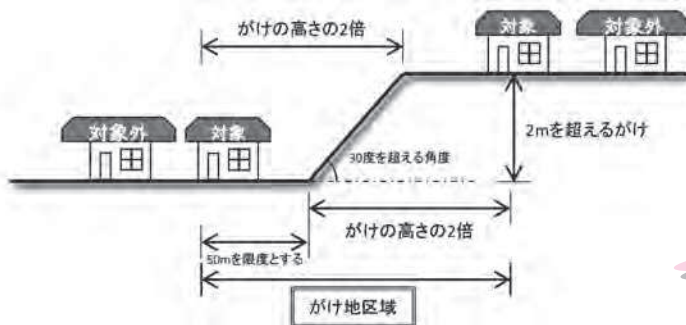 がけの高さの2倍
対象
対象外
対象外
対象
2mを超えるがけ
30度を超える角度
がけの高さの2倍
50mを限度とする
がけ地区域